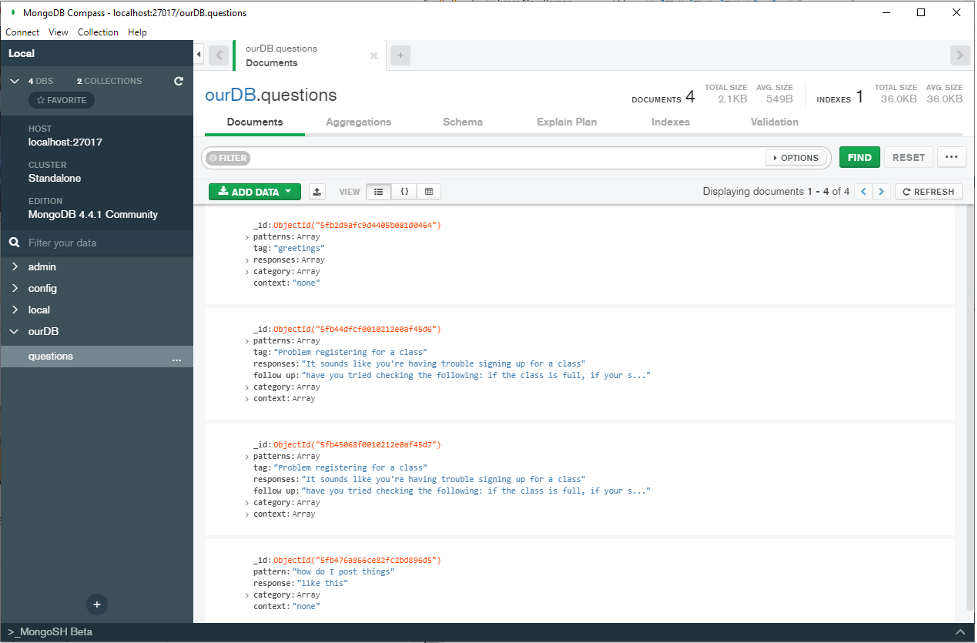 MongoDB Compass - localhost:27017/ourDB.questions
Connect View Collection Help
Local
4 DBS 2 COLLECTIONS
FAVORITE
HOST
localhost:27017
CLUSTER
Standalone
EDITION
MongoDB 4.4.1 Community
Filter your data
admin
config
local
ourDB
questions ...
>_MongoSH Beta
ourDB.questions
Documents
ourDB.questions
DOCUMENTS 4 TOTAL SIZE 2.1KB AVG. SIZE 549B INDEXES 1 TOTAL SIZE 36.0KB AVG. SIZE 36.0KB
Documents Aggregations Schema Explain Plan Indexes Validation
FILTER OPTIONS FIND RESET ...
ADD DATA VIEW {} Displaying documents 1 - 4 of 4 < > REFRESH
_id: ObjectId("5fb2d9afc9d4405b081d0464")
> patterns: Array
tag: "greetings"
> responses: Array
> category: Array
context: "none"
_id: ObjectId("5fb44dfcf0010212e0af45d6")
> patterns: Array
tag: "Problem registering for a class"
responses: "It sounds like you're having trouble signing up for a class"
follow up: "have you tried checking the following: if the class is full, if your s..."
> category: Array
> context: Array
_id: ObjectId("5fb45068f0010212e0af45d7")
> patterns: Array
tag: "Problem registering for a class"
responses: "It sounds like you're having trouble signing up for a class"
follow up: "have you tried checking the following: if the class is full, if your s..."
> category: Array
> context: Array
_id: ObjectId("5fb476a866ce82fc2bd896d5")
pattern: "how do I post things"
response: "like this"
> category: Array
context: "none"